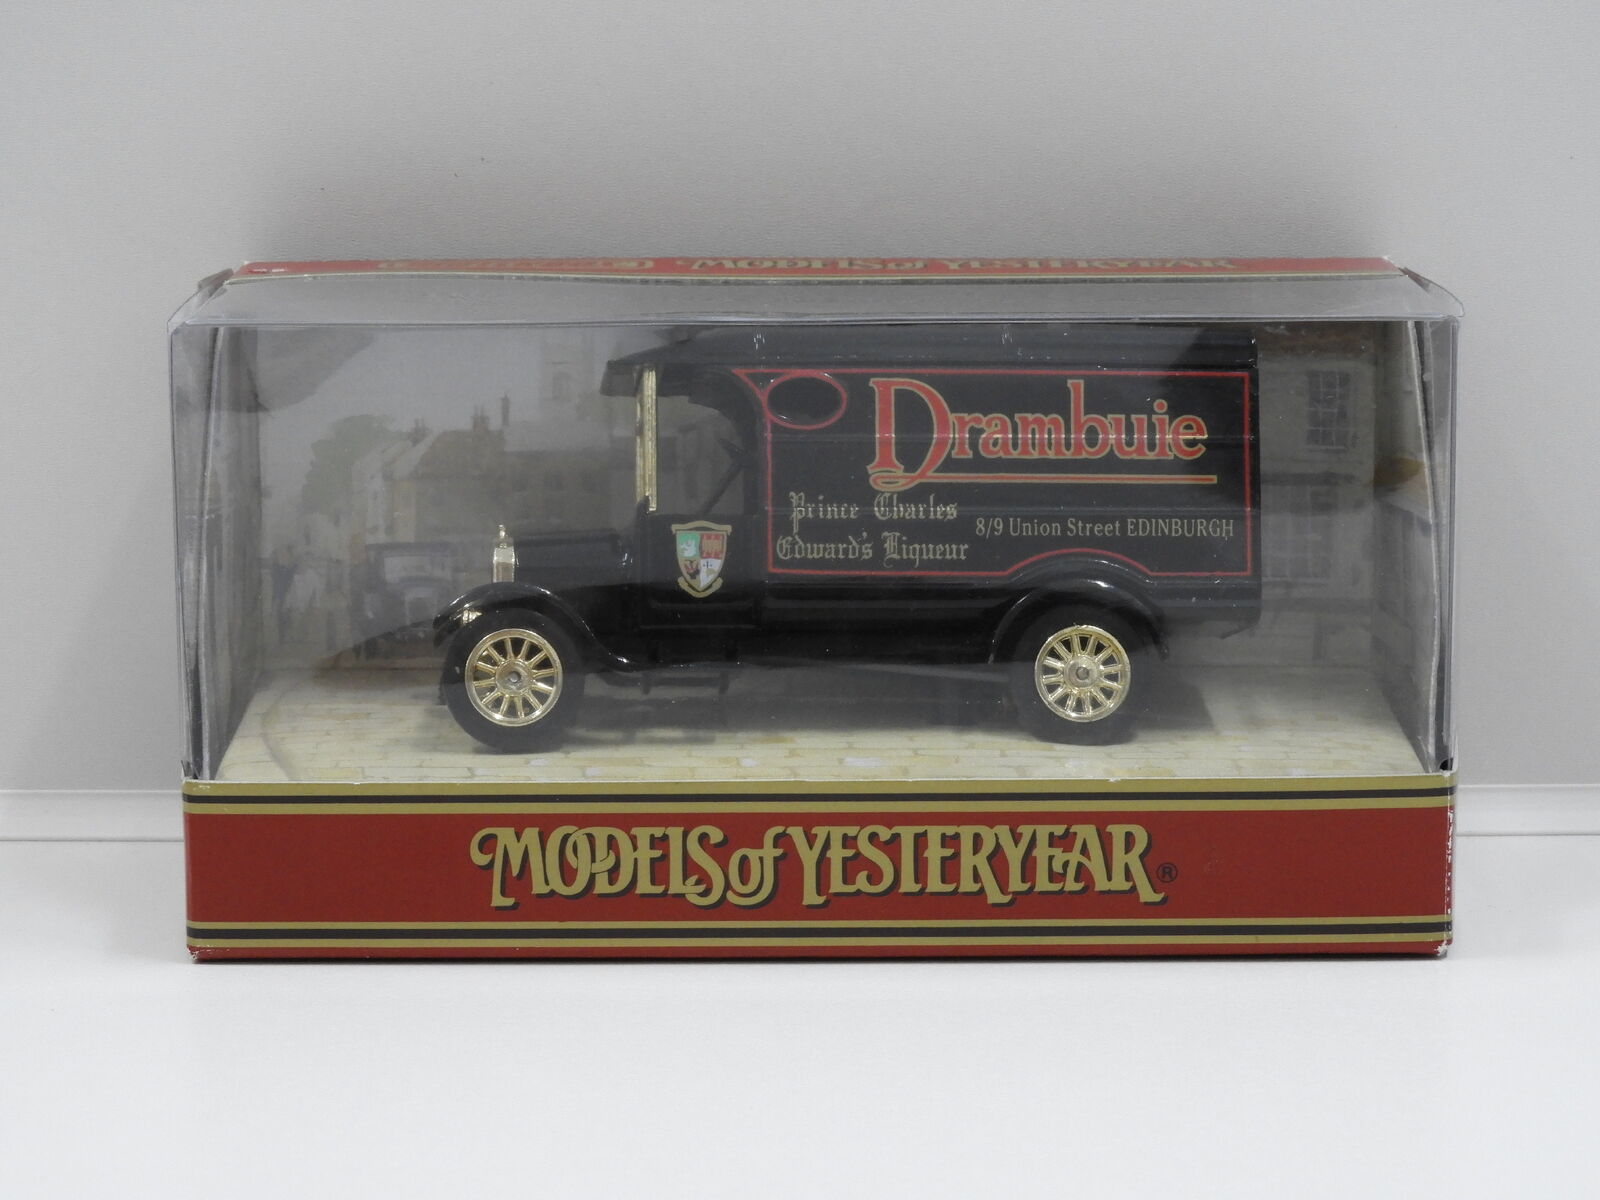 MODELS of YESTERYEAR
Drambuie
Prince Charles
Edward's Liqueur
8/9 Union Street EDINBURGH
MODELS of YESTERYEAR®